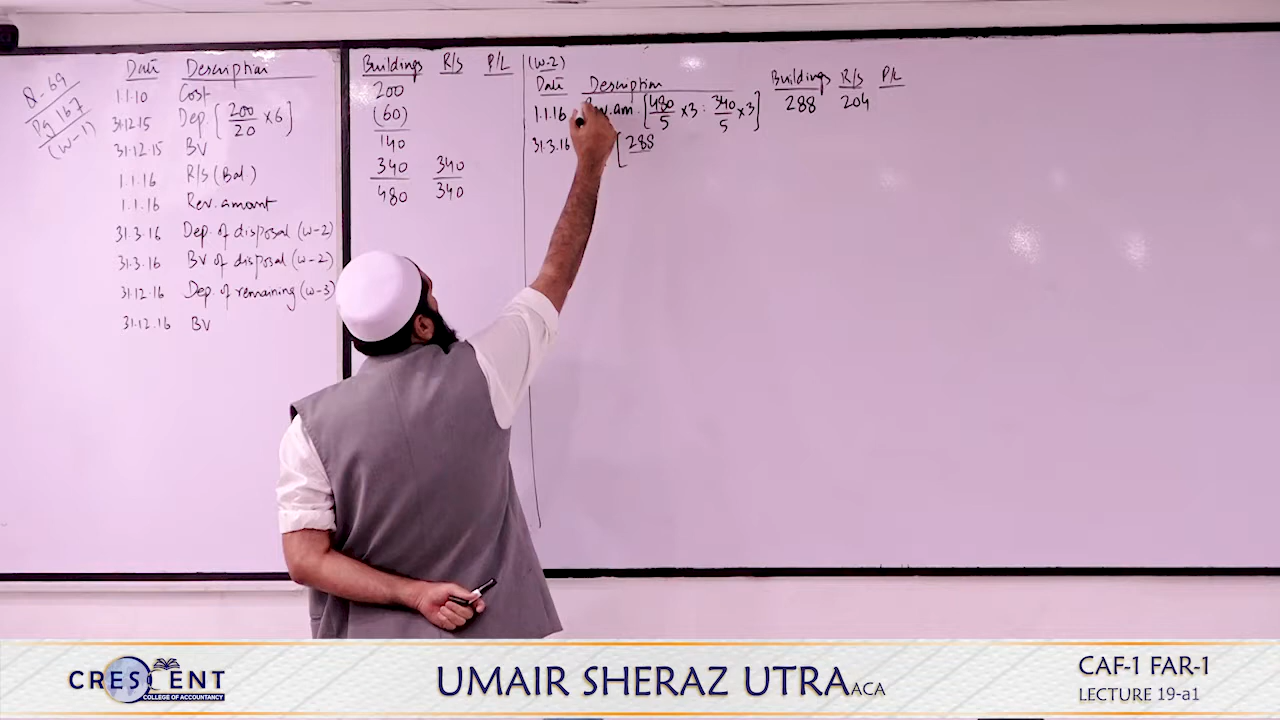 Q-69
Pg 167
(W-1)
Date Description Buildings R/S P/L
1.1.10 Cost 200
31.12.15 Dep. [200/20 x 6] (60)
31.12.15 BV 140
1.1.16 R/S (Bal.) 340 340
1.1.16 Rev. amount 480 340
31.3.16 Dep. of disposal (W-2)
31.3.16 BV of disposal (W-2)
31.12.16 Dep. of remaining (W-3)
31.12.16 BV
(W-2)
Date Description Buildings R/S P/L
1.1.16 am. [480/5 x 3 : 340/5 x 3] 288 204
31.3.16 [288
CRESCENT
COLLEGE OF ACCOUNTANCY
UMAIR SHERAZ UTRA ACA
CAF-1 FAR-1
LECTURE 19-a1